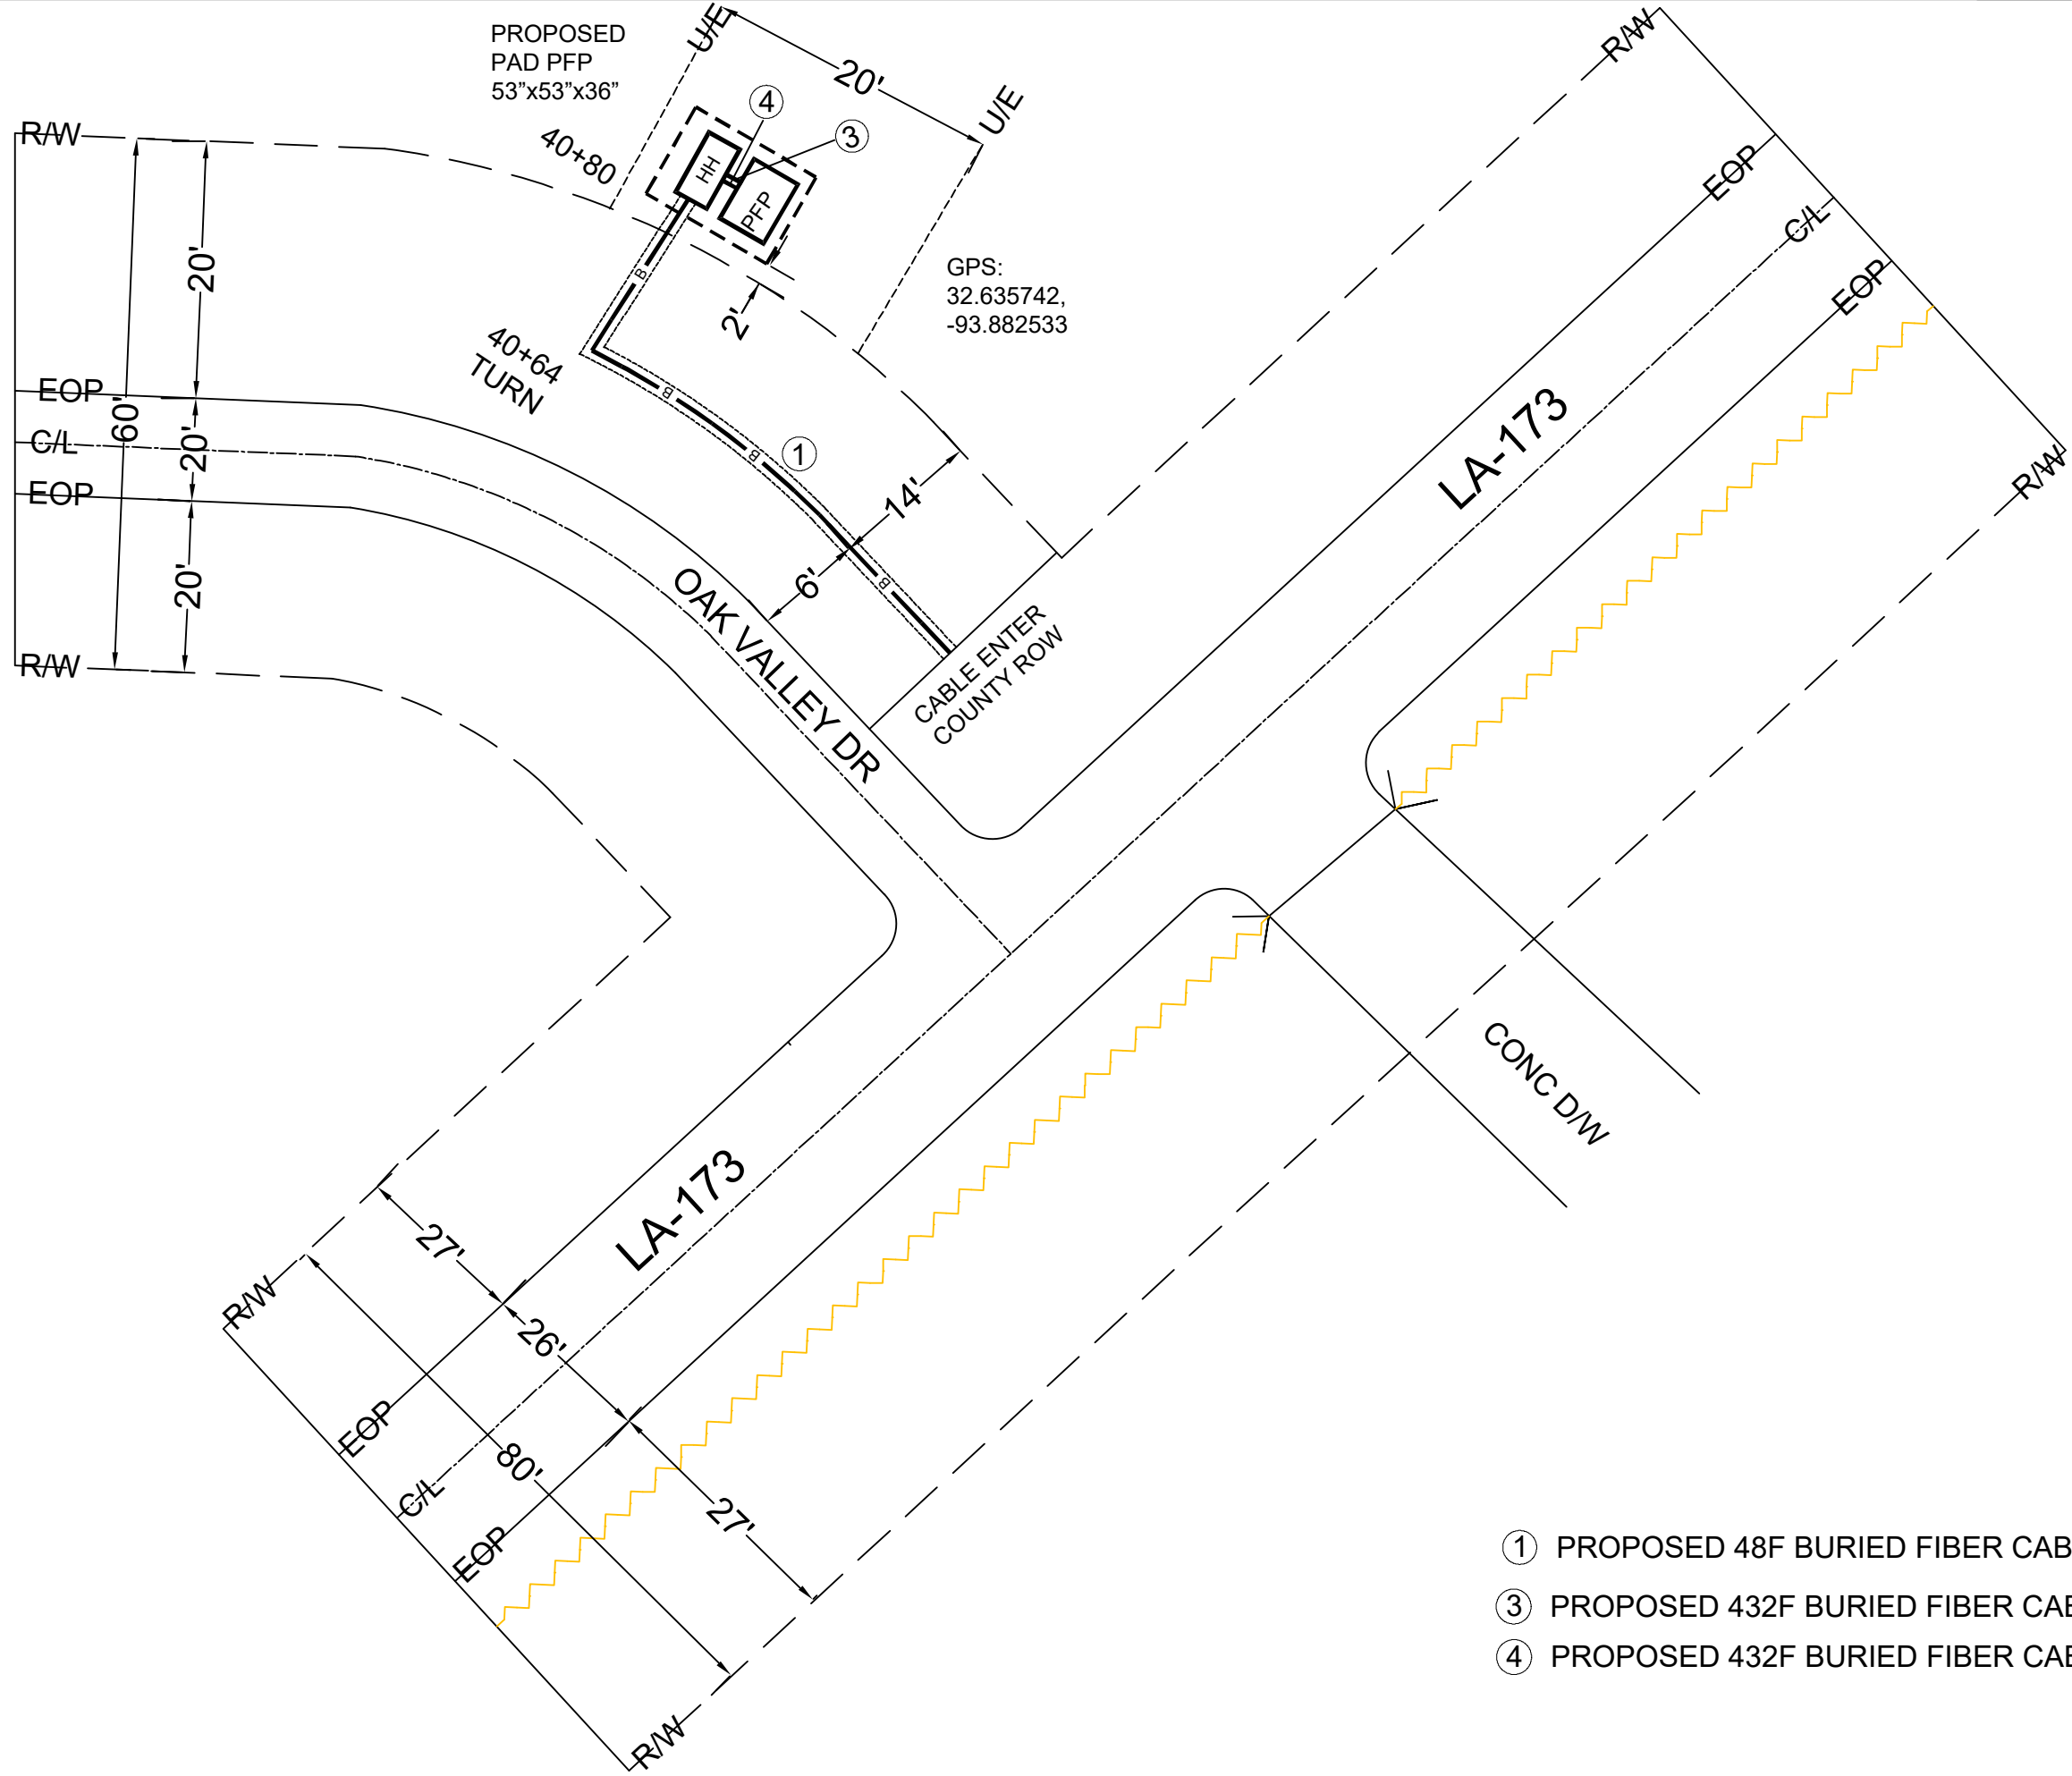 PROPOSED
PAD PFP
53”x53”x36”
U/E
20'
U/E
R/W
R/W
40+80
4
3
HH
PFP
EOP
C/L
EOP
GPS:
32.635742,
-93.882533
2'
B
20'
40+64
TURN
EOP
60'
20'
C/L
EOP
20'
R/W
B
B
B
1
14'
6'
LA-173
R/W
OAK VALLEY DR
CABLE ENTER
COUNTY ROW
CONC D/W
LA-173
27'
26'
80'
27'
R/W
EOP
C/L
EOP
R/W
1 PROPOSED 48F BURIED FIBER CAB
3 PROPOSED 432F BURIED FIBER CAB
4 PROPOSED 432F BURIED FIBER CAB